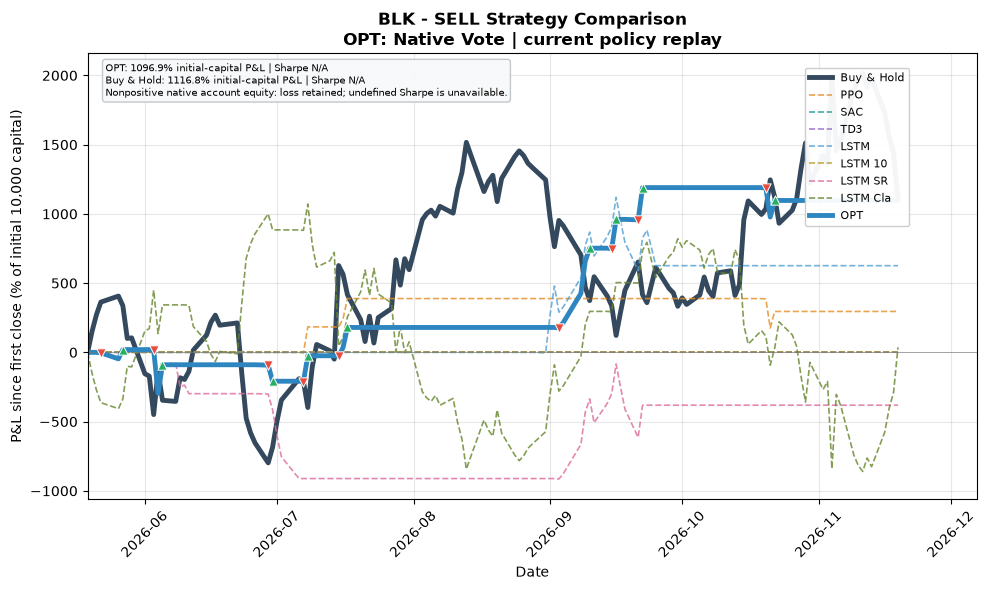 BLK - SELL Strategy Comparison
OPT: Native Vote | current policy replay
OPT: 1096.9% initial-capital P&L | Sharpe N/A
Buy & Hold: 1116.8% initial-capital P&L | Sharpe N/A
Nonpositive native account equity: loss retained; undefined Sharpe is unavailable.
Buy & Hold
PPO
SAC
TD3
LSTM
LSTM 10
LSTM SR
LSTM Cla
OPT
P&L since first close (% of initial 10,000 capital)
2000
1500
1000
500
0
−500
−1000
2026-06
2026-07
2026-08
2026-09
2026-10
2026-11
2026-12
Date